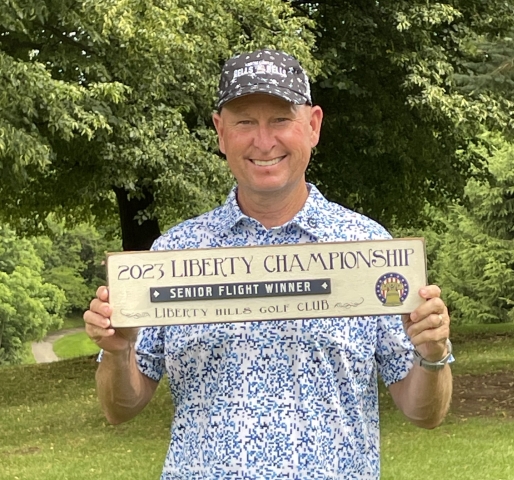 2023 LIBERTY CHAMPIONSHIP
SENIOR FLIGHT WINNER
LIBERTY HILLS GOLF CLUB